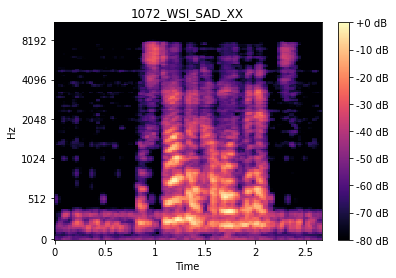 1072_WSI_SAD_XX
8192
4096
2048
1024
512
0
Hz
0
0.5
1
1.5
2
2.5
Time
+0 dB
-10 dB
-20 dB
-30 dB
-40 dB
-50 dB
-60 dB
-70 dB
-80 dB